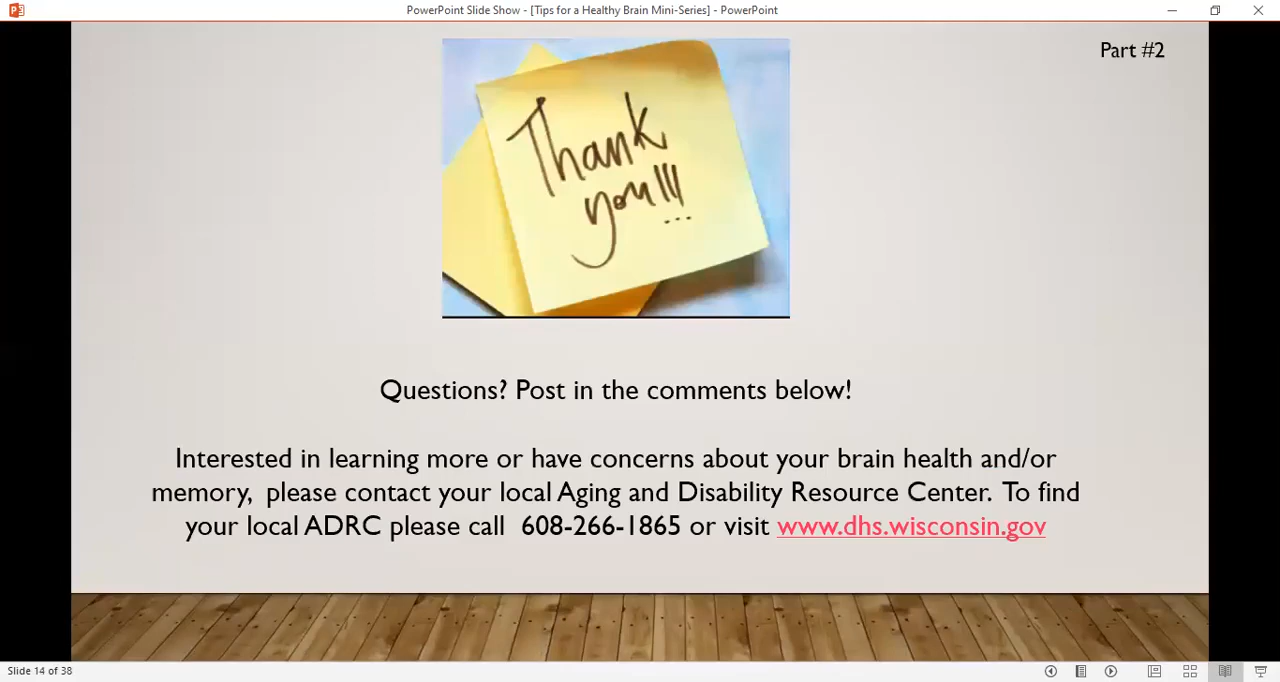 PowerPoint Slide Show - [Tips for a Healthy Brain Mini-Series] - PowerPoint
Part #2
Thank
you!!!
...
Questions? Post in the comments below!
Interested in learning more or have concerns about your brain health and/or
memory, please contact your local Aging and Disability Resource Center. To find
your local ADRC please call 608-266-1865 or visit www.dhs.wisconsin.gov
Slide 14 of 38